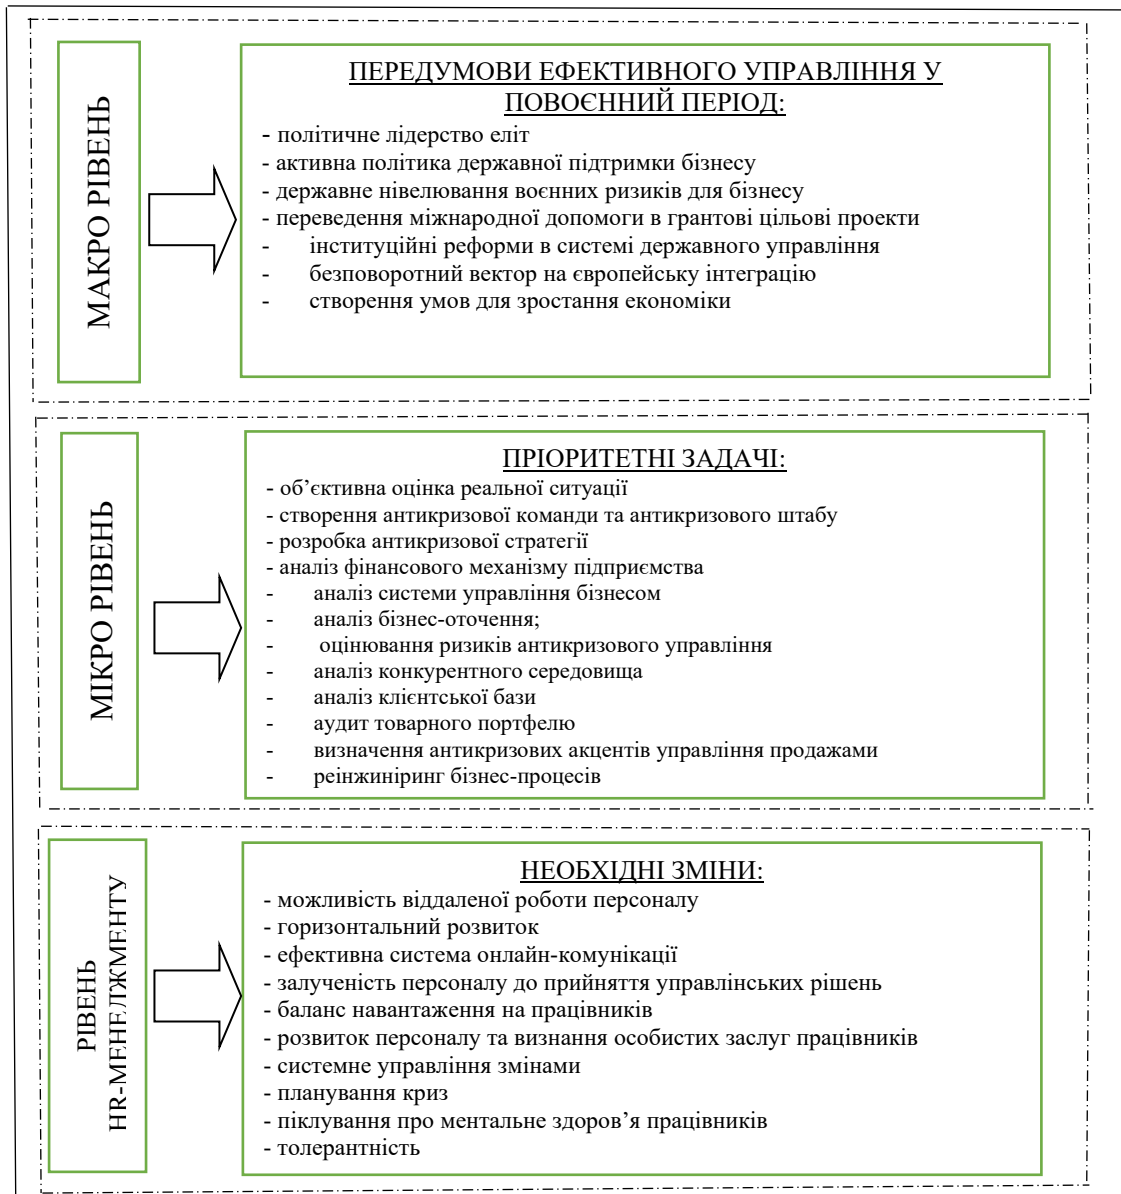 МАКРО РІВЕНЬ
ПЕРЕДУМОВИ ЕФЕКТИВНОГО УПРАВЛІННЯ У
ПОВОЄННИЙ ПЕРІОД:
- політичне лідерство еліт
- активна політика державної підтримки бізнесу
- державне нівелювання воєнних ризиків для бізнесу
- переведення міжнародної допомоги в грантові цільові проекти
- інституційні реформи в системі державного управління
- безповоротний вектор на європейську інтеграцію
- створення умов для зростання економіки
МІКРО РІВЕНЬ
ПРІОРИТЕТНІ ЗАДАЧІ:
- об’єктивна оцінка реальної ситуації
- створення антикризової команди та антикризового штабу
- розробка антикризової стратегії
- аналіз фінансового механізму підприємства
- аналіз системи управління бізнесом
- аналіз бізнес-оточення;
- оцінювання ризиків антикризового управління
- аналіз конкурентного середовища
- аналіз клієнтської бази
- аудит товарного портфелю
- визначення антикризових акцентів управління продажами
- реінжиніринг бізнес-процесів
РІВЕНЬ
HR-МЕНЕДЖМЕНТУ
НЕОБХІДНІ ЗМІНИ:
- можливість віддаленої роботи персоналу
- горизонтальний розвиток
- ефективна система онлайн-комунікації
- залученість персоналу до прийняття управлінських рішень
- баланс навантаження на працівників
- розвиток персоналу та визнання особистих заслуг працівників
- системне управління змінами
- планування криз
- піклування про ментальне здоров’я працівників
- толерантність